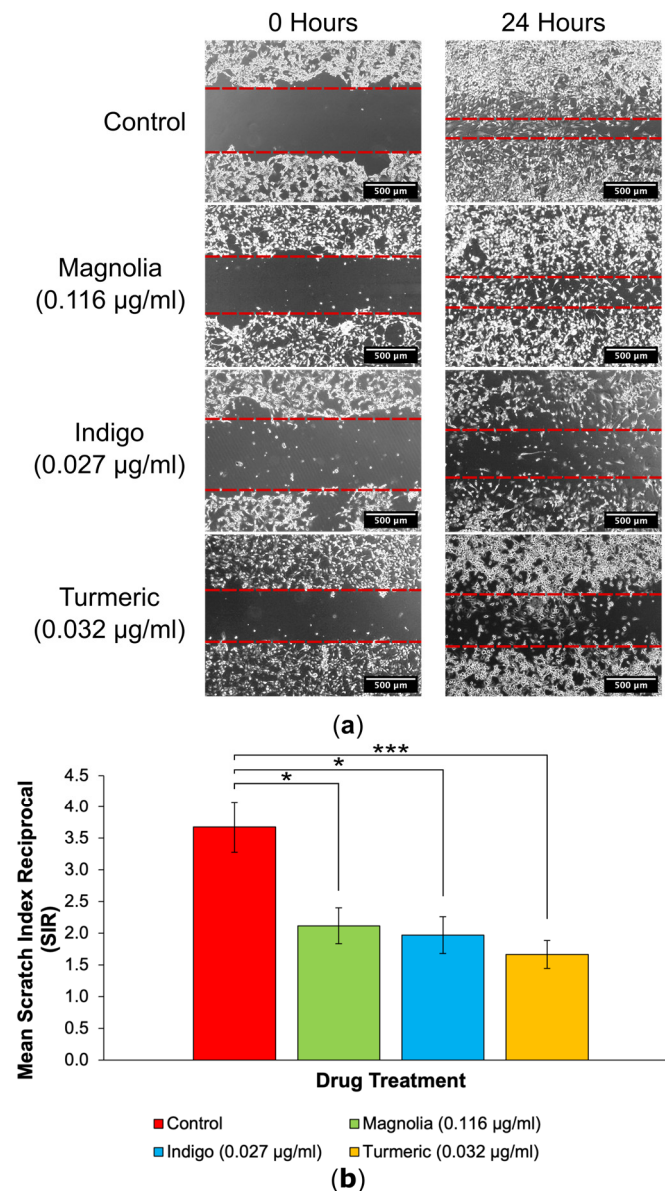 0 Hours
24 Hours
Control
500 µm
500 µm
Magnolia
(0.116 µg/ml)
500 µm
500 µm
Indigo
(0.027 µg/ml)
500 µm
500 µm
Turmeric
(0.032 µg/ml)
500 µm
500 µm
(a)
Mean Scratch Index Reciprocal
(SIR)
4.5
4.0
3.5
3.0
2.5
2.0
1.5
1.0
0.5
0.0
***
*
*
Drug Treatment
Control
Magnolia (0.116 µg/ml)
Indigo (0.027 µg/ml)
Turmeric (0.032 µg/ml)
(b)